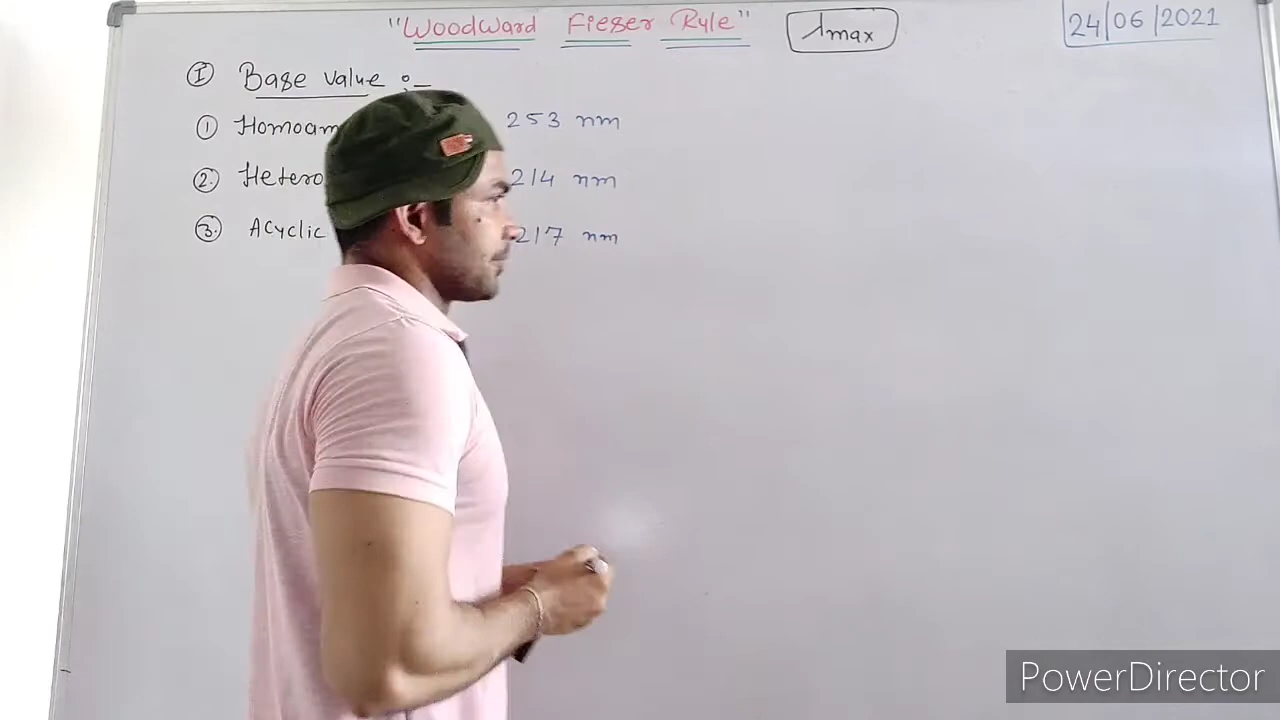 "Woodward Fieser Rule" λmax 24/06/2021
I Base value :-
1 Homoan 253 nm
2. Hetero 214 nm
3. Acyclic 217 nm
PowerDirector